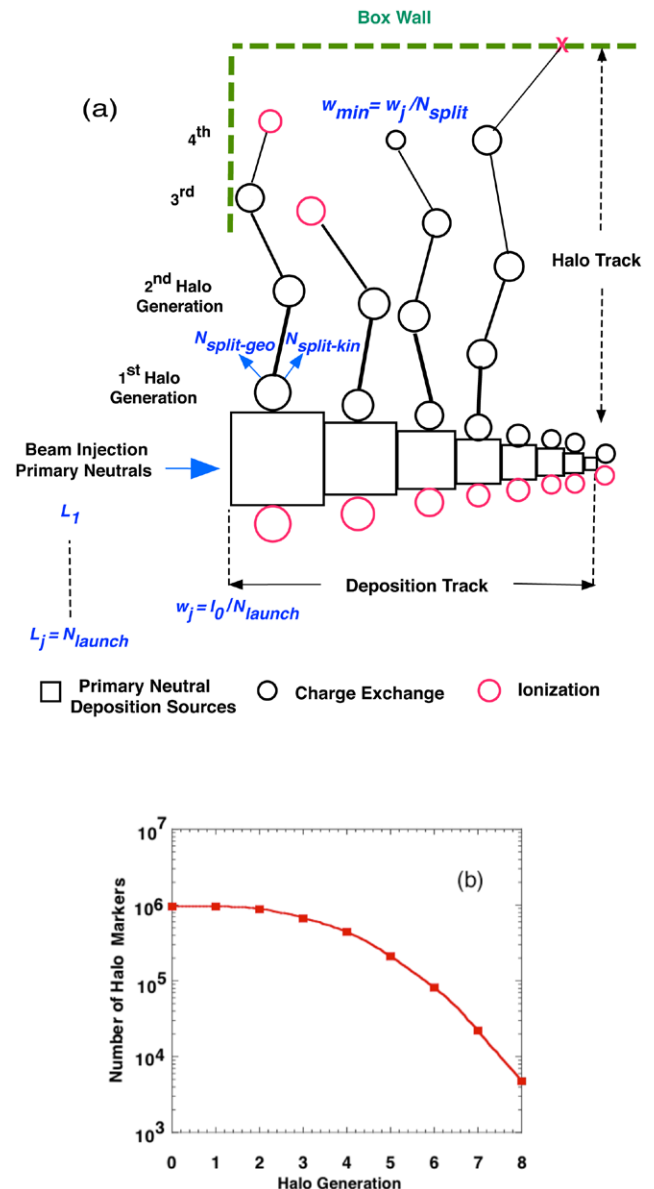 Box Wall
(a)
w_min = w_j /N_split
4th
3rd
Halo Track
2nd Halo
Generation
N_split-geo
N_split-kin
1st Halo
Generation
Beam Injection
Primary Neutrals
L_1
Deposition Track
w_j = I_0/N_launch
L_j = N_launch
Primary Neutral
Deposition Sources
Charge Exchange
Ionization
(b)
10^7
10^6
10^5
10^4
10^3
Number of Halo Markers
0 1 2 3 4 5 6 7 8
Halo Generation